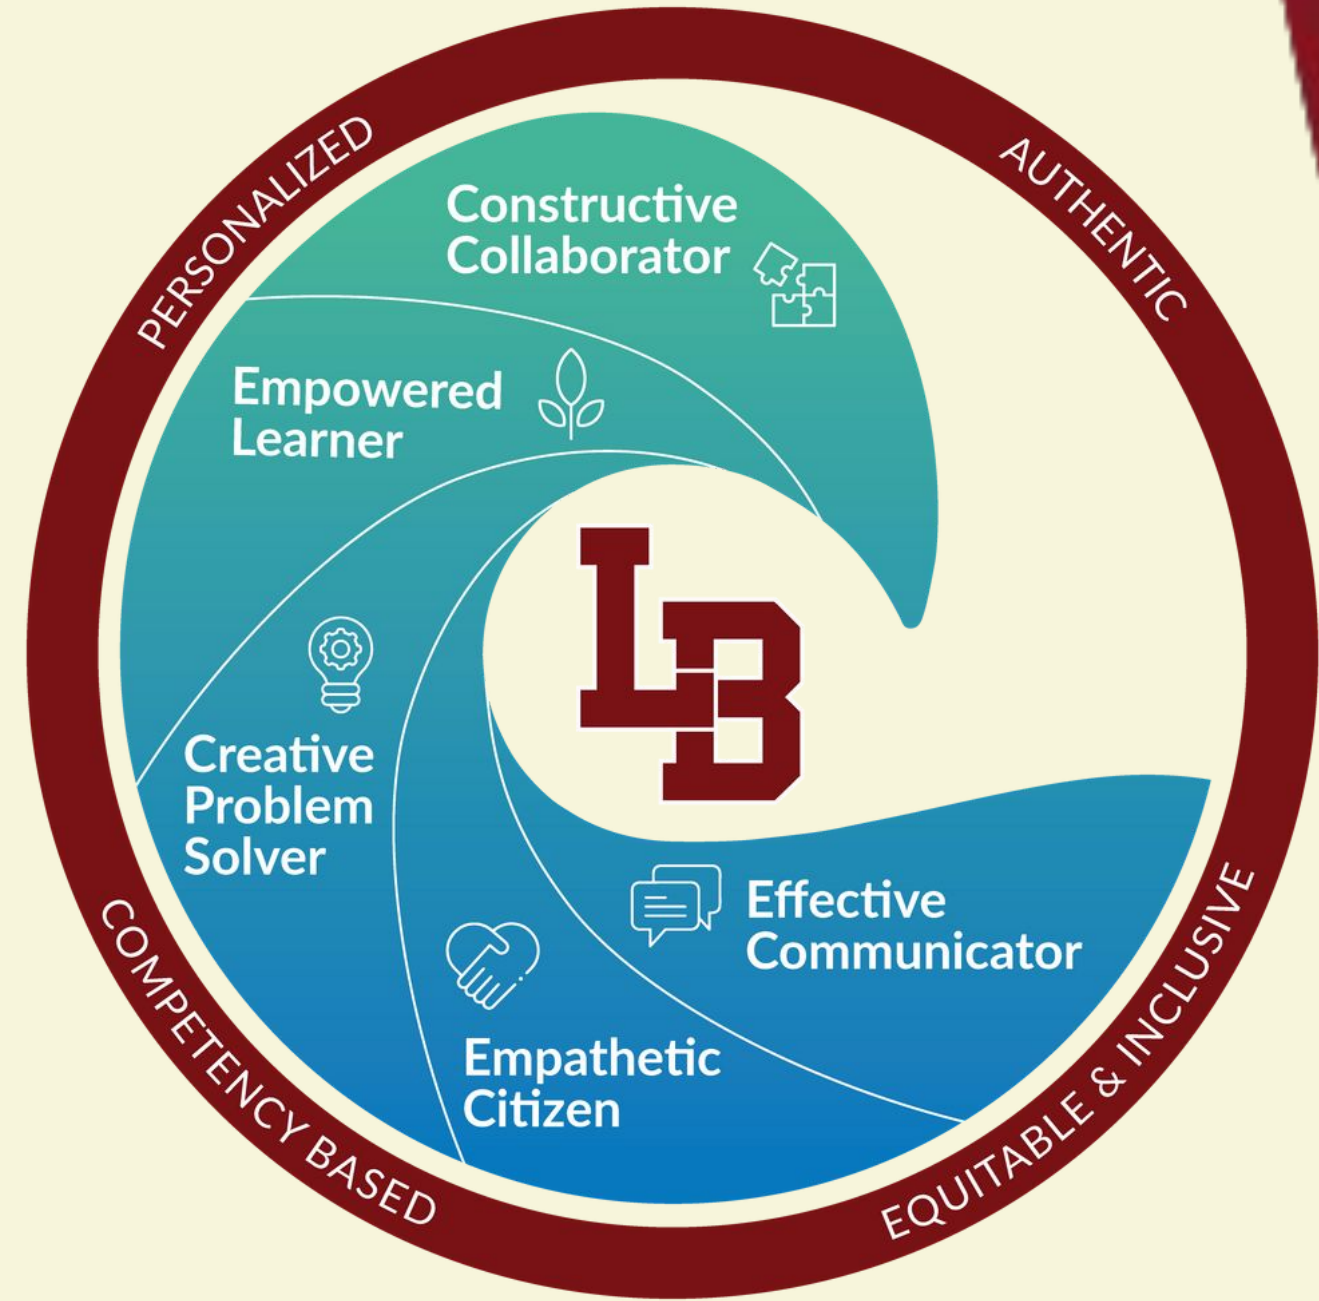 PERSONALIZED
AUTHENTIC
Constructive
Collaborator
Empowered
Learner
LB
Creative
Problem
Solver
Effective
Communicator
Empathetic
Citizen
COMPETENCY BASED
EQUITABLE & INCLUSIVE